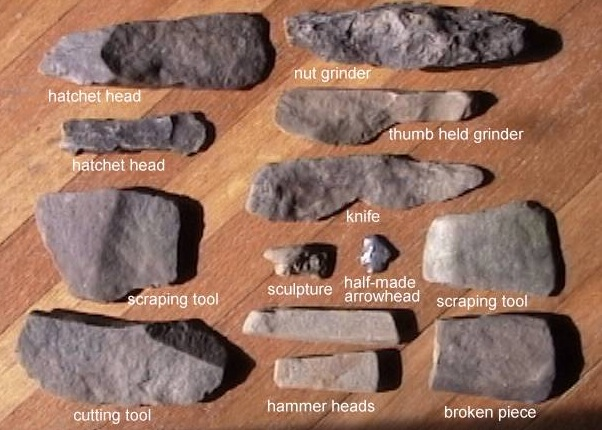 hatchet head
nut grinder
hatchet head
thumb held grinder
knife
scraping tool
sculpture
half-made
arrowhead
scraping tool
cutting tool
hammer heads
broken piece